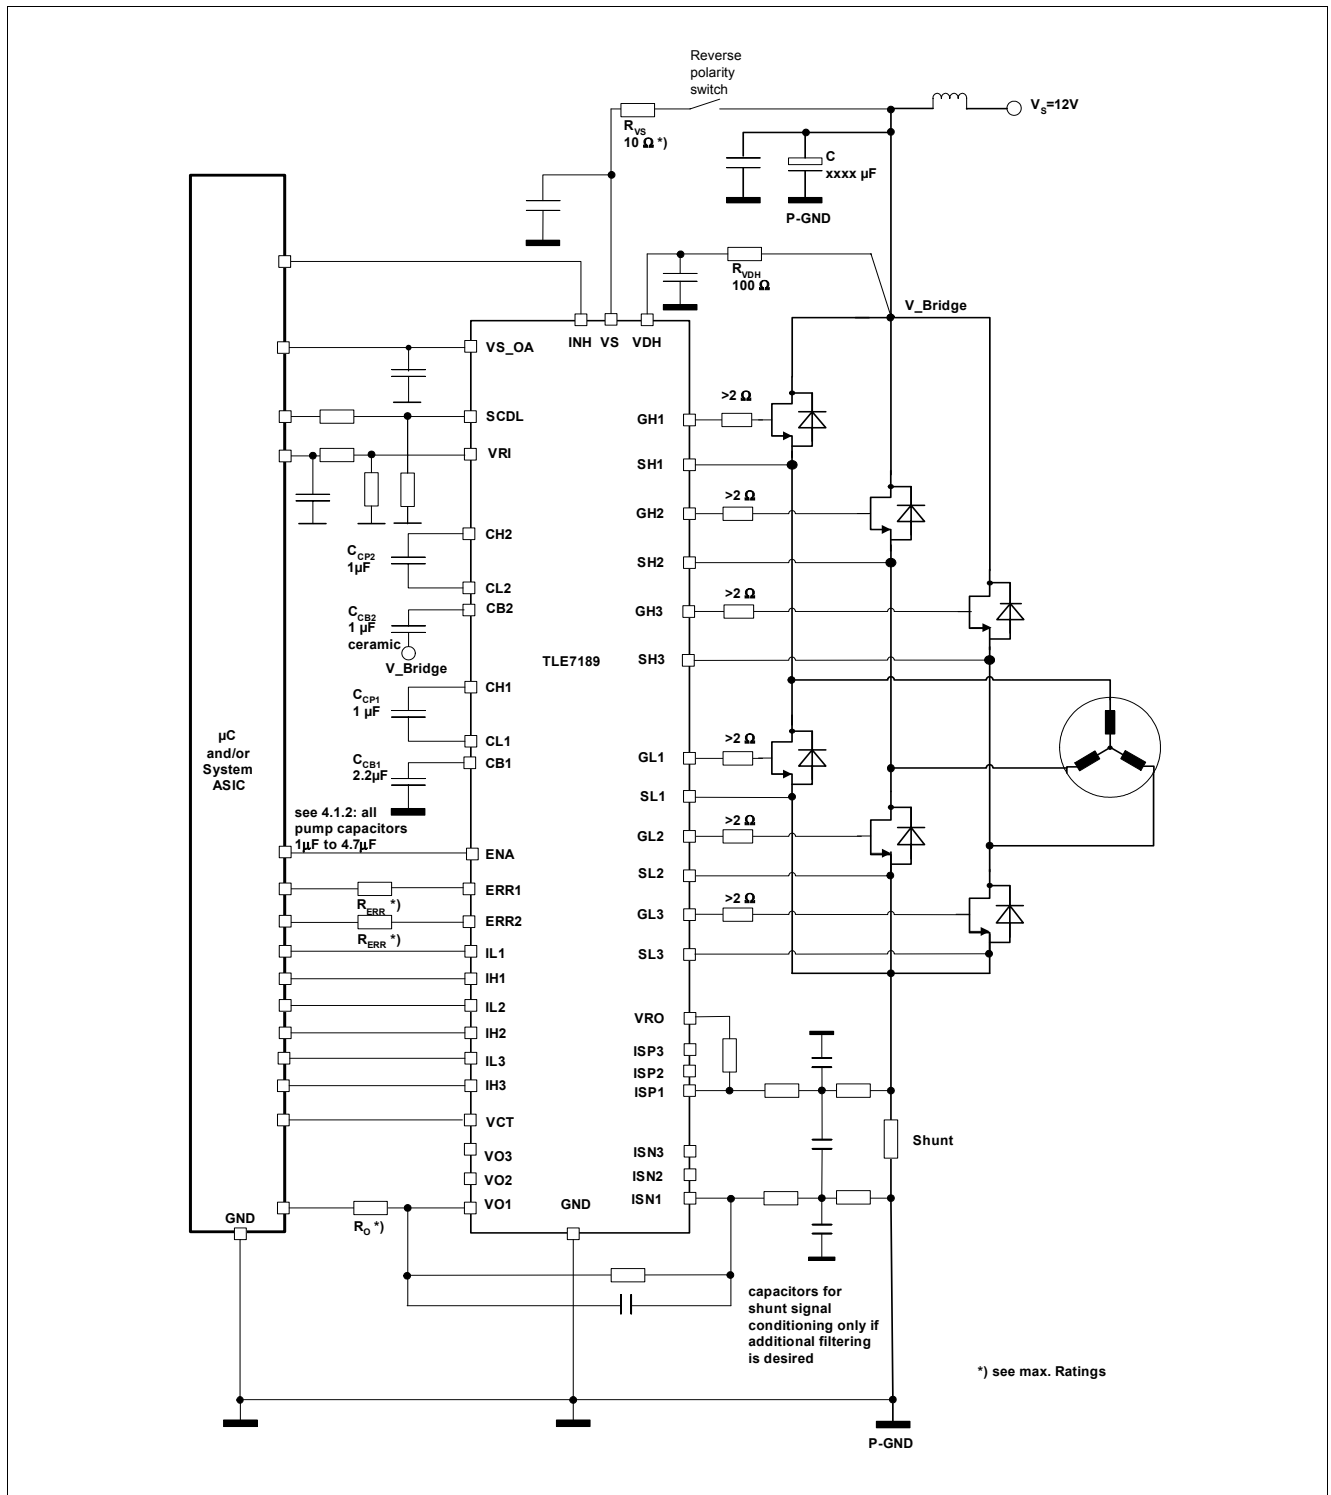 Reverse
polarity
switch
V_S=12V
R_VS
10 Ω *)
C
xxxx µF
P-GND
R_VDH
100 Ω
V_Bridge
INH VS VDH
VS_OA
SCDL
VRI
CH2
C_CP2
1µF
CL2
CB2
C_CB2
1 µF
ceramic
V_Bridge
CH1
C_CP1
1 µF
CL1
CB1
C_CB1
2.2µF
see 4.1.2: all
pump capacitors
1µF to 4.7µF
µC
and/or
System
ASIC
TLE7189
>2 Ω
GH1
SH1
>2 Ω
GH2
SH2
>2 Ω
GH3
SH3
>2 Ω
GL1
SL1
>2 Ω
GL2
SL2
>2 Ω
GL3
SL3
ENA
ERR1
R_ERR *)
ERR2
R_ERR *)
IL1
IH1
IL2
IH2
IL3
IH3
VCT
VO3
VO2
VO1
R_O *)
VRO
ISP3
ISP2
ISP1
Shunt
ISN3
ISN2
ISN1
GND
GND
capacitors for
shunt signal
conditioning only if
additional filtering
is desired
*) see max. Ratings
P-GND